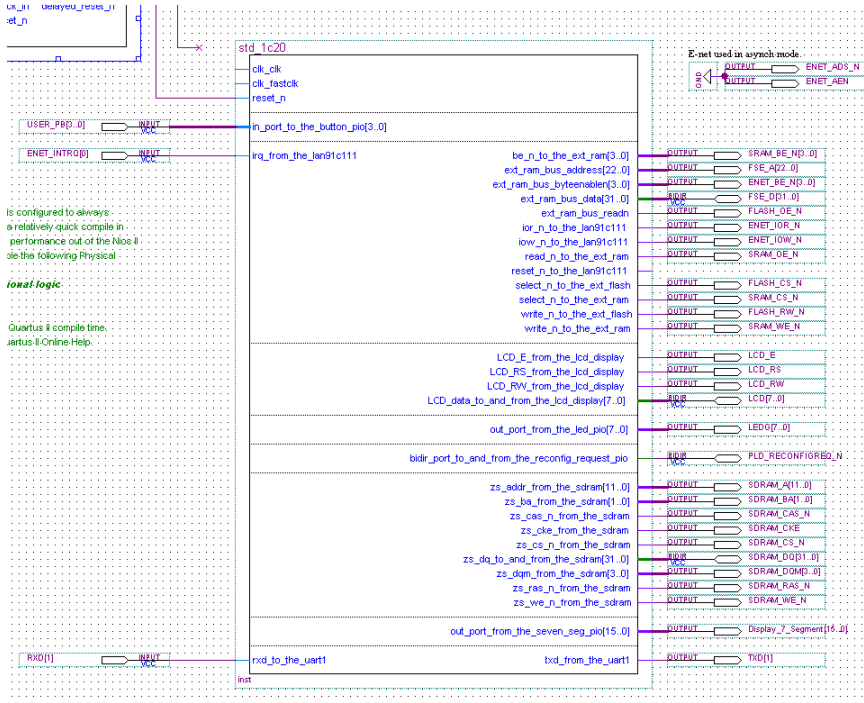 ck_in delayed_reset_n
et_n
std_1c20
clk_clk
clk_fastclk
reset_n
E-net used in asynch mode.
GND
OUTPUT ENET_ADS_N
OUTPUT ENET_AEN
USER_PB[3..0] INPUT VCC in_port_to_the_button_pio[3..0]
ENET_INTRQ[0] INPUT VCC irq_from_the_lan91c111
be_n_to_the_ext_ram[3..0] OUTPUT SRAM_BE_N[3..0]
ext_ram_bus_address[22..0] OUTPUT FSE_A[22..0]
ext_ram_bus_byteenablen[3..0] OUTPUT ENET_BE_N[3..0]
ext_ram_bus_data[31..0] BIDIR VCC FSE_D[31..0]
ext_ram_bus_readn OUTPUT FLASH_OE_N
ior_n_to_the_lan91c111 OUTPUT ENET_IOR_N
iow_n_to_the_lan91c111 OUTPUT ENET_IOW_N
read_n_to_the_ext_ram OUTPUT SRAM_OE_N
reset_n_to_the_lan91c111
select_n_to_the_ext_flash OUTPUT FLASH_CS_N
select_n_to_the_ext_ram OUTPUT SRAM_CS_N
write_n_to_the_ext_flash OUTPUT FLASH_RW_N
write_n_to_the_ext_ram OUTPUT SRAM_WE_N
is configured to always
a relatively quick compile in
performance out of the Nios II
ble the following Physical
ional logic
Quartus II compile time.
uartus II Online Help.
LCD_E_from_the_lcd_display OUTPUT LCD_E
LCD_RS_from_the_lcd_display OUTPUT LCD_RS
LCD_RW_from_the_lcd_display OUTPUT LCD_RW
LCD_data_to_and_from_the_lcd_display[7..0] BIDIR VCC LCD[7..0]
out_port_from_the_led_pio[7..0] OUTPUT LEDG[7..0]
bidir_port_to_and_from_the_reconfig_request_pio BIDIR VCC PLD_RECONFIGREQ_N
zs_addr_from_the_sdram[11..0] OUTPUT SDRAM_A[11..0]
zs_ba_from_the_sdram[1..0] OUTPUT SDRAM_BA[1..0]
zs_cas_n_from_the_sdram OUTPUT SDRAM_CAS_N
zs_cke_from_the_sdram OUTPUT SDRAM_CKE
zs_cs_n_from_the_sdram OUTPUT SDRAM_CS_N
zs_dq_to_and_from_the_sdram[31..0] BIDIR VCC SDRAM_DQ[31..0]
zs_dqm_from_the_sdram[3..0] OUTPUT SDRAM_DQM[3..0]
zs_ras_n_from_the_sdram OUTPUT SDRAM_RAS_N
zs_we_n_from_the_sdram OUTPUT SDRAM_WE_N
out_port_from_the_seven_seg_pio[15..0] OUTPUT Display_7_Segment[15..0]
RXD[1] INPUT VCC rxd_to_the_uart1 txd_from_the_uart1 OUTPUT TXD[1]
inst